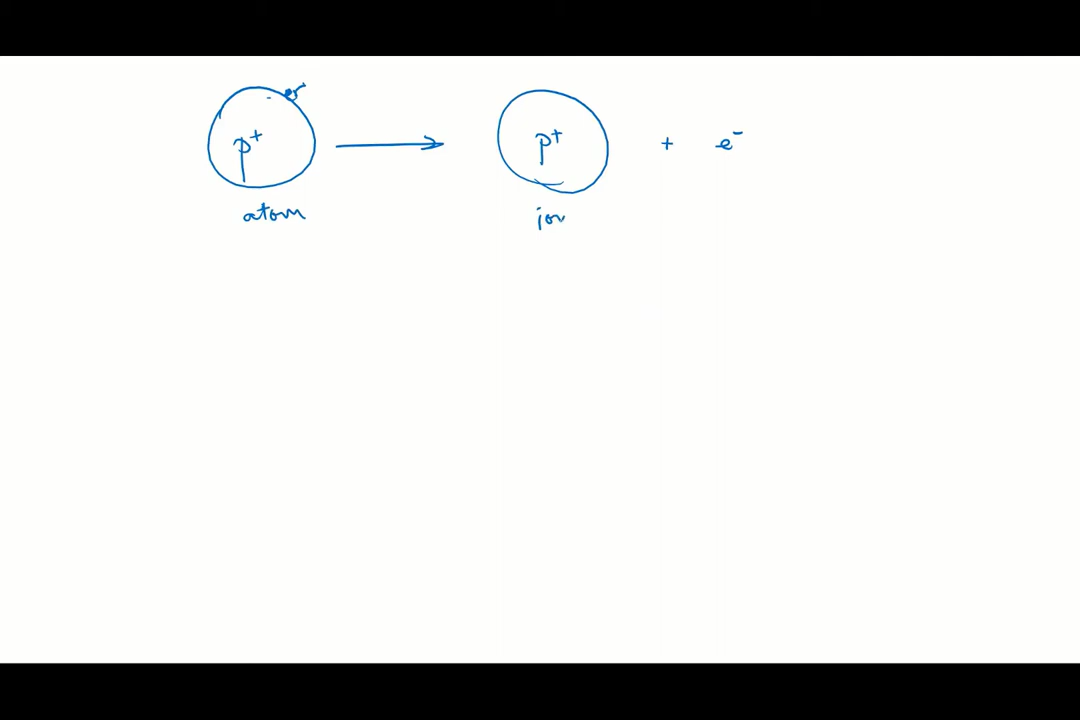 e⁻
p⁺ → p⁺ + e⁻
atom ion